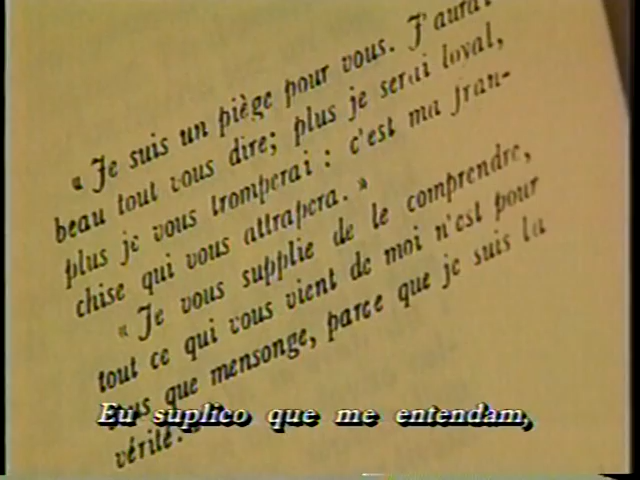 « Je suis un piège pour vous. J'aurai
beau tout vous dire; plus je serai loyal,
plus je vous tromperai : c'est ma fran-
chise qui vous attrapera. »
« Je vous supplie de le comprendre,
tout ce qui vous vient de moi n'est pour
vous que mensonge, parce que je suis la
vérité.
Eu suplico que me entendam,